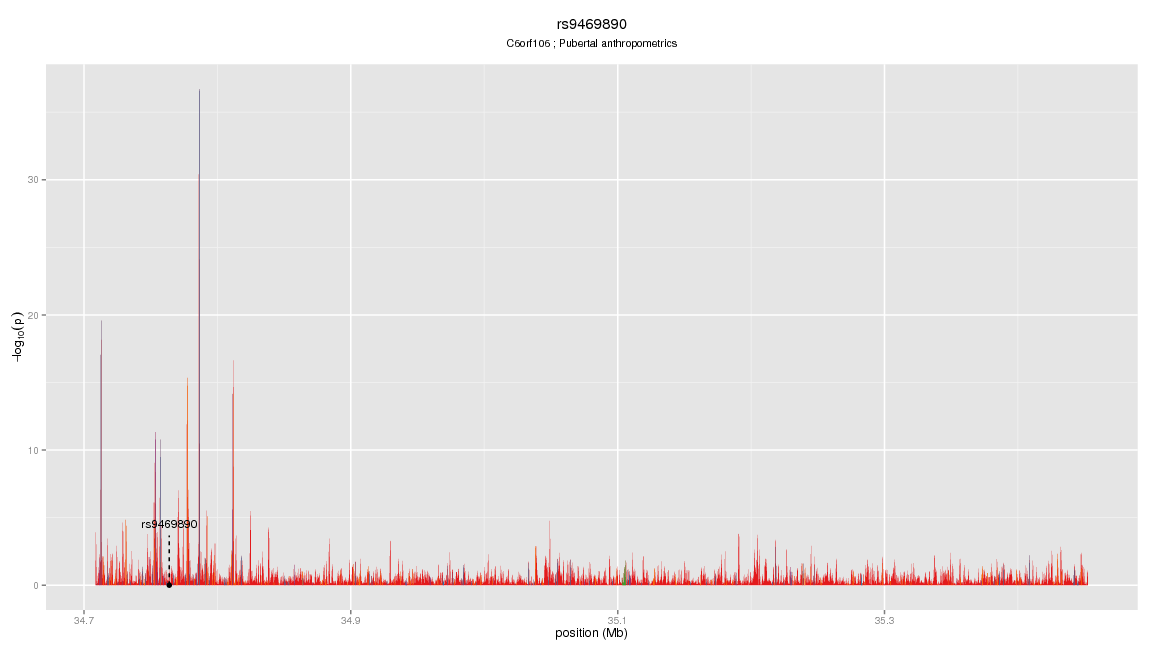 rs9469890
C6orf106 ; Pubertal anthropometrics
−log10(p)
30
20
10
0
rs9469890
34.7
34.9
35.1
35.3
position (Mb)